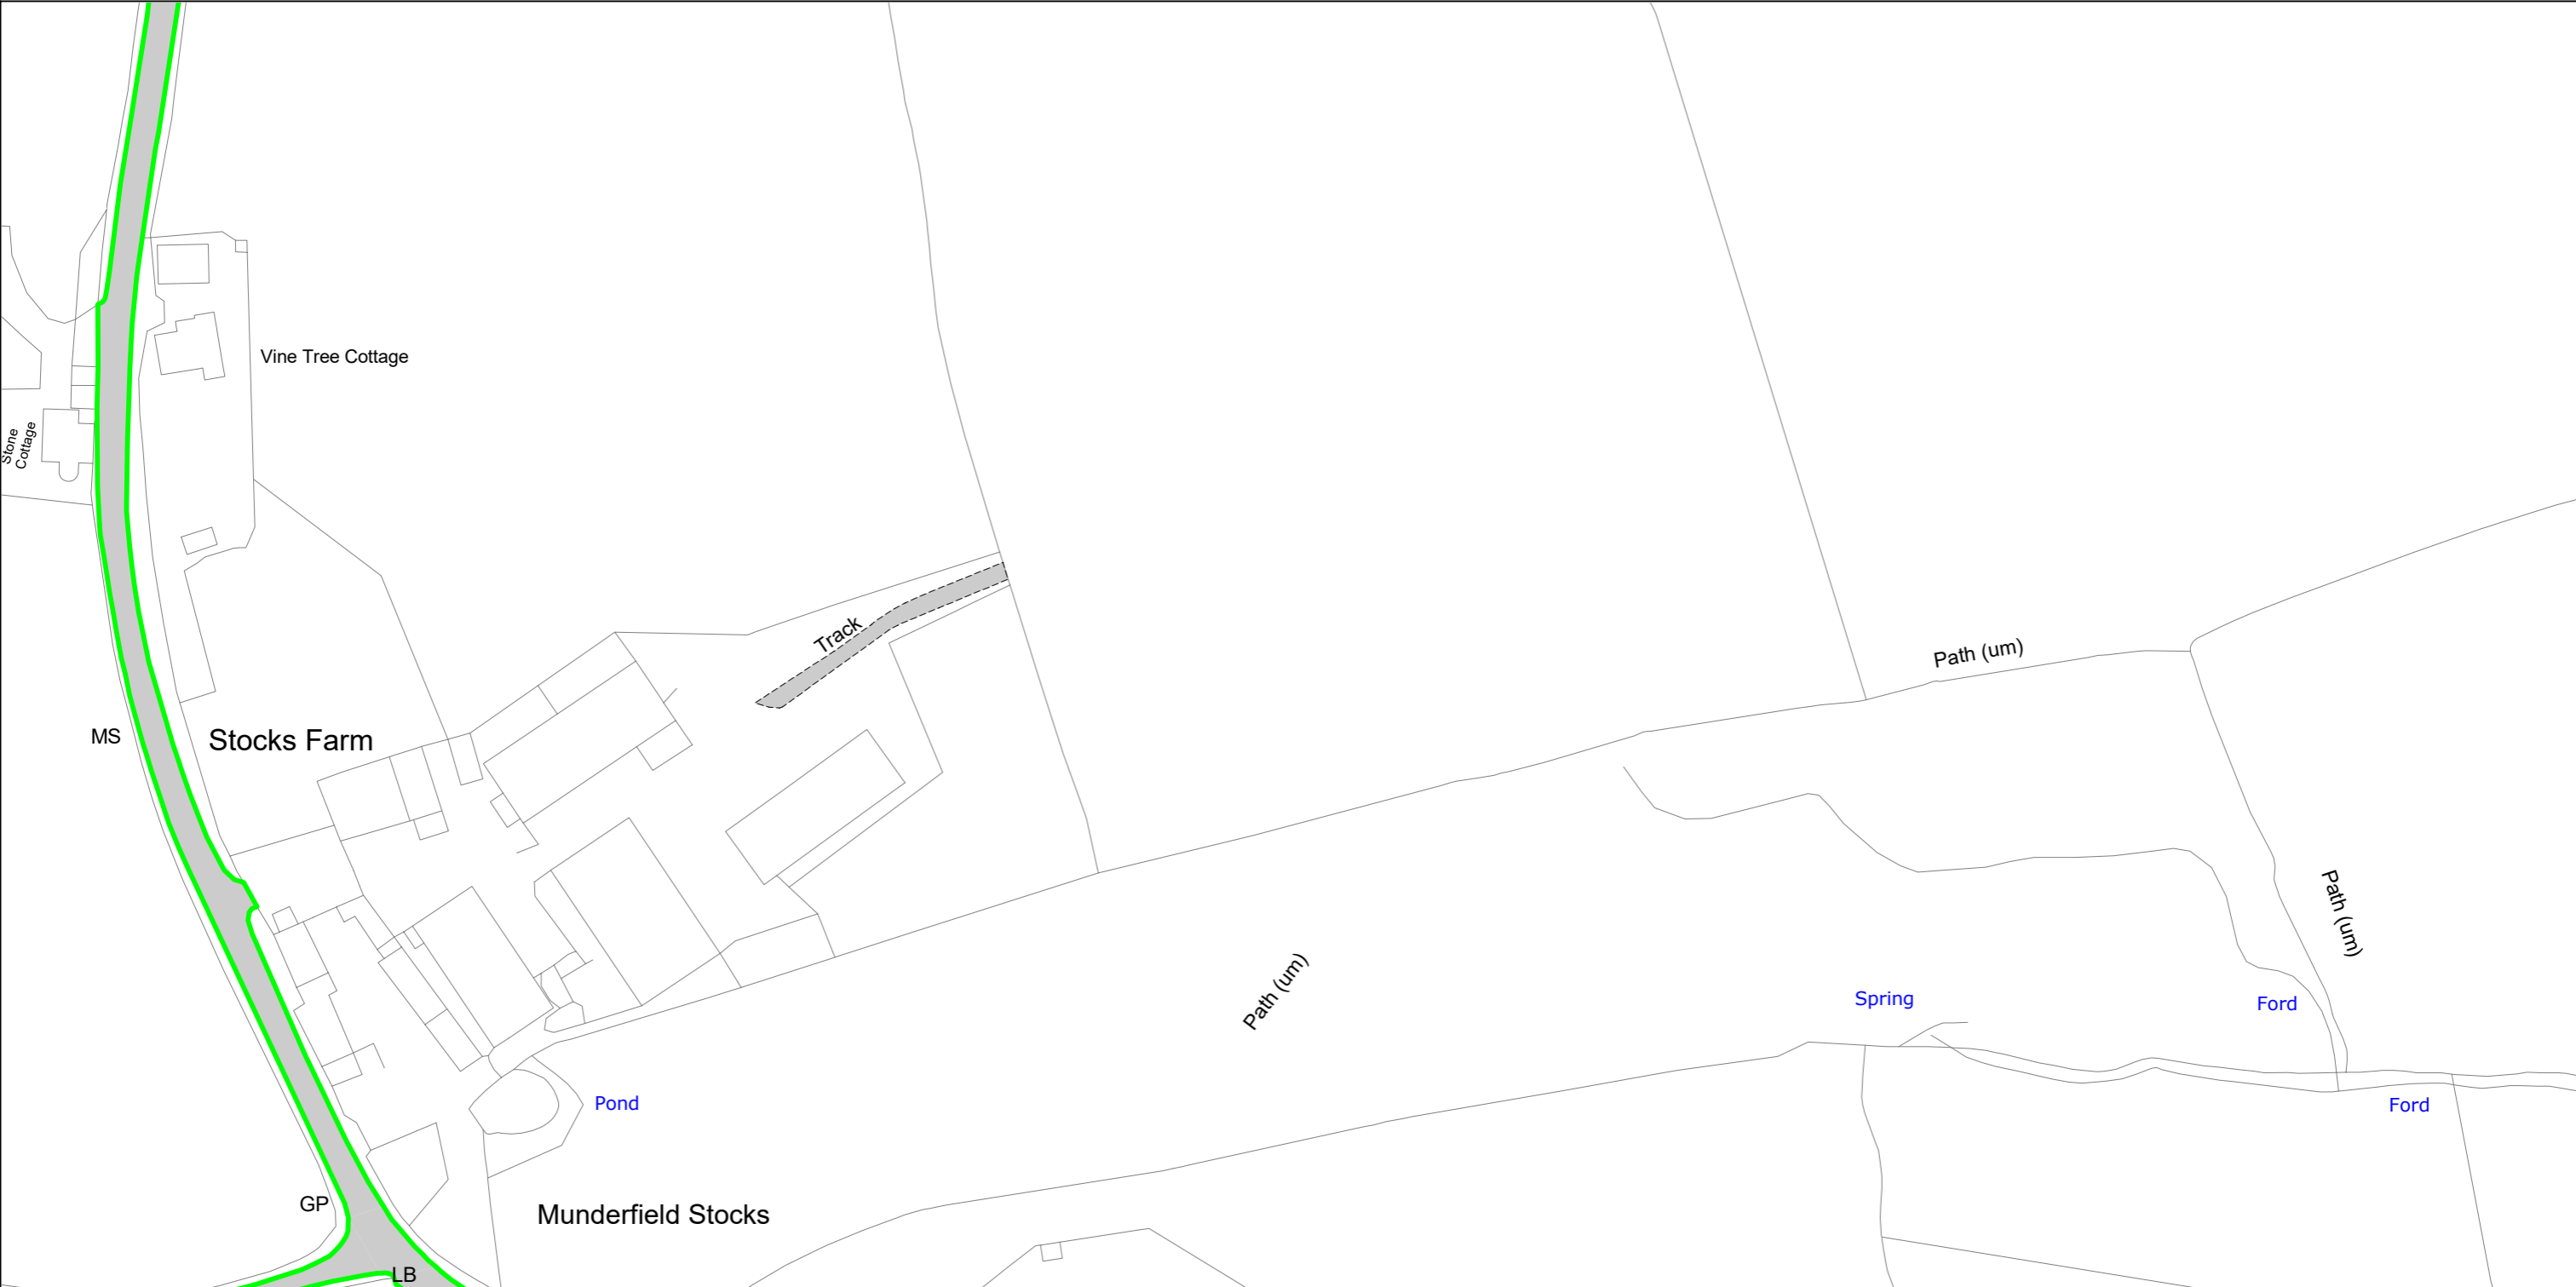 Vine Tree Cottage
Stone
Cottage
Track
Path (um)
MS
Stocks Farm
Path (um)
Path (um)
Spring
Ford
Pond
Ford
GP
Munderfield Stocks
LB